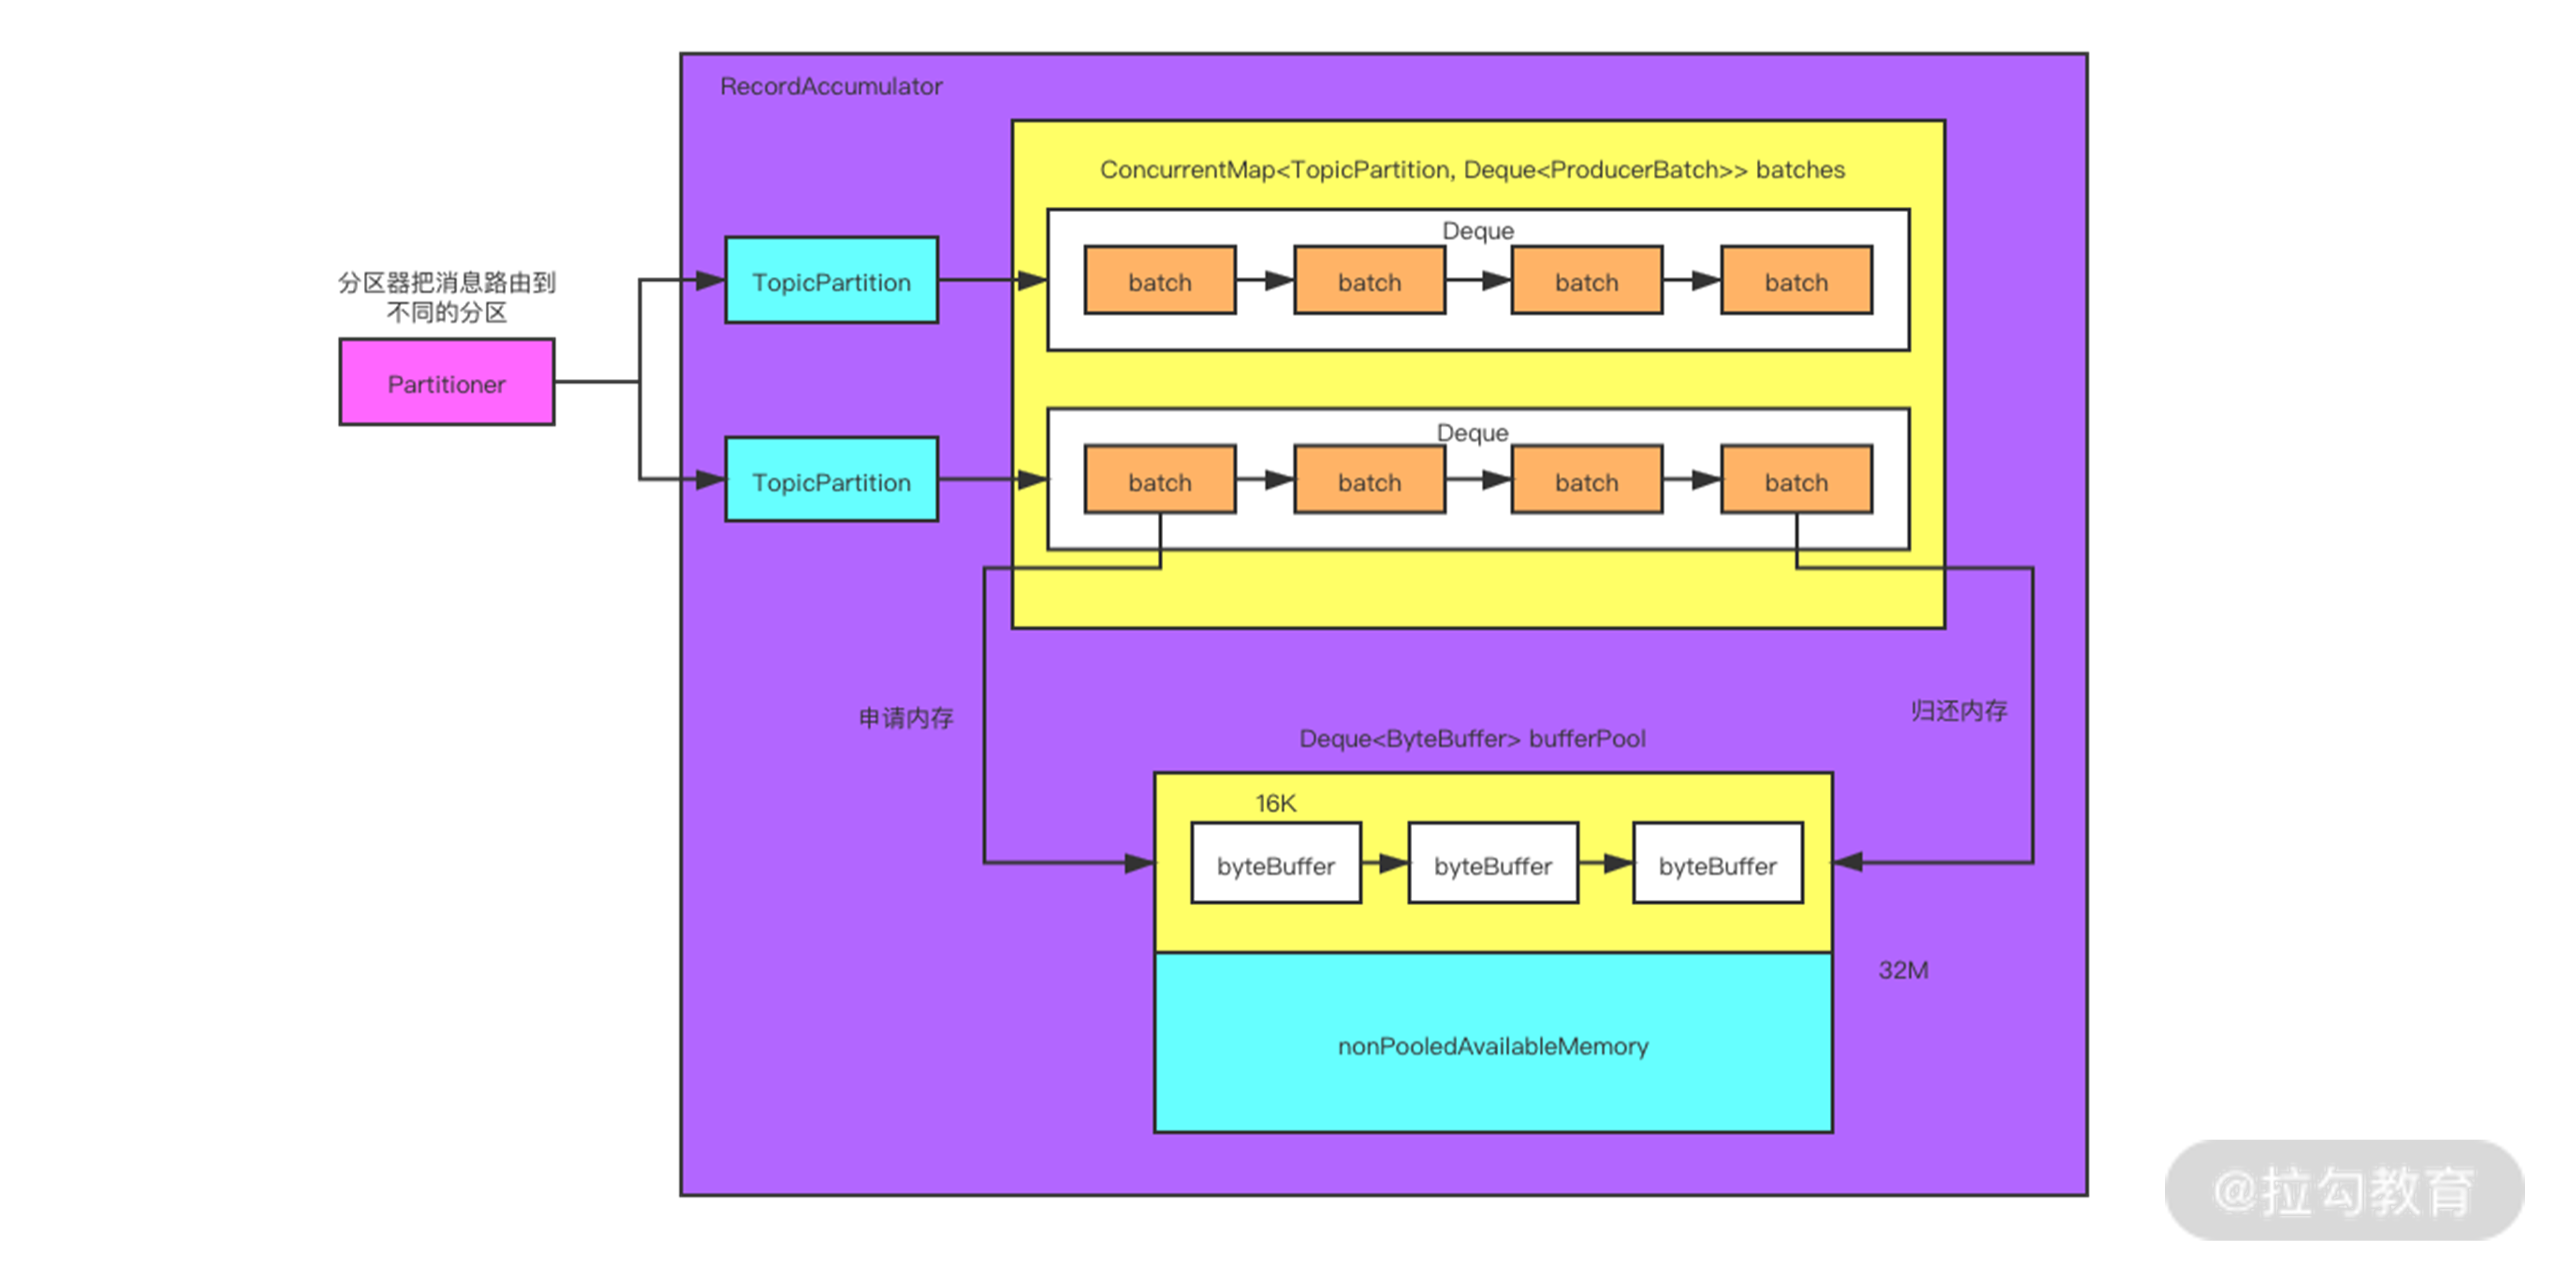 RecordAccumulator
ConcurrentMap<TopicPartition, Deque<ProducerBatch>> batches
Deque
batch
batch
batch
batch
TopicPartition
分区器把消息路由到
不同的分区
Partitioner
Deque
batch
batch
batch
batch
TopicPartition
申请内存
归还内存
Deque<ByteBuffer> bufferPool
16K
byteBuffer
byteBuffer
byteBuffer
32M
nonPooledAvailableMemory
@拉勾教育